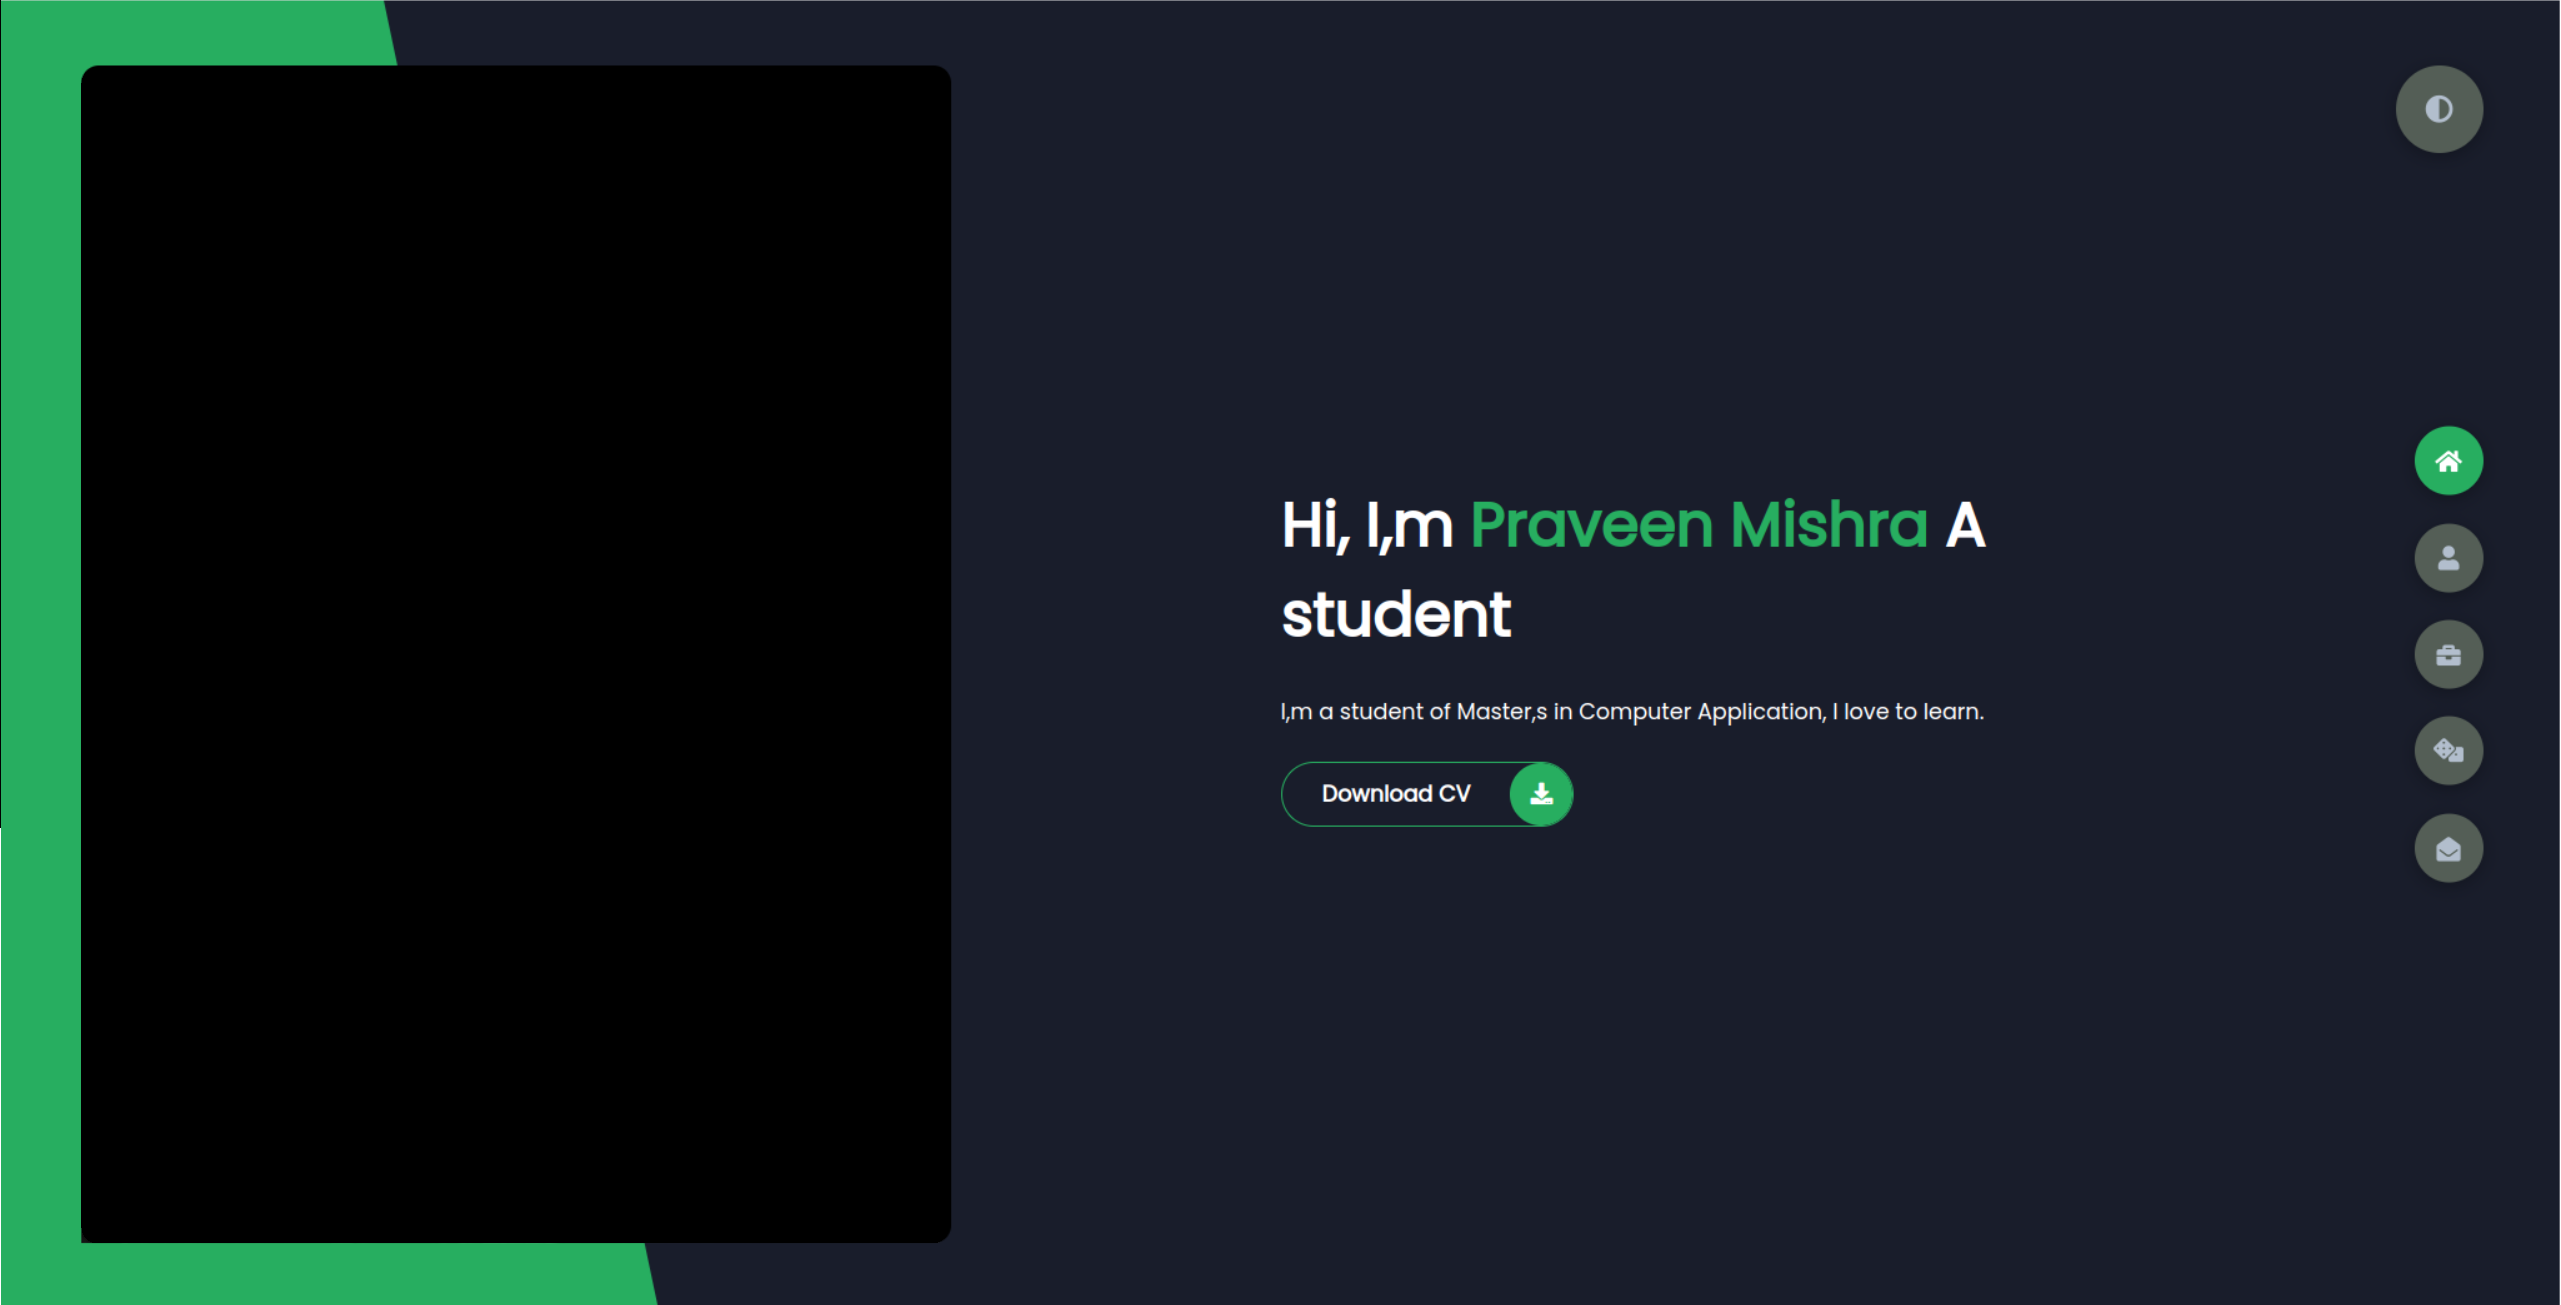 Hi, I,m Praveen Mishra A
student
I,m a student of Master,s in Computer Application, I love to learn.
Download CV